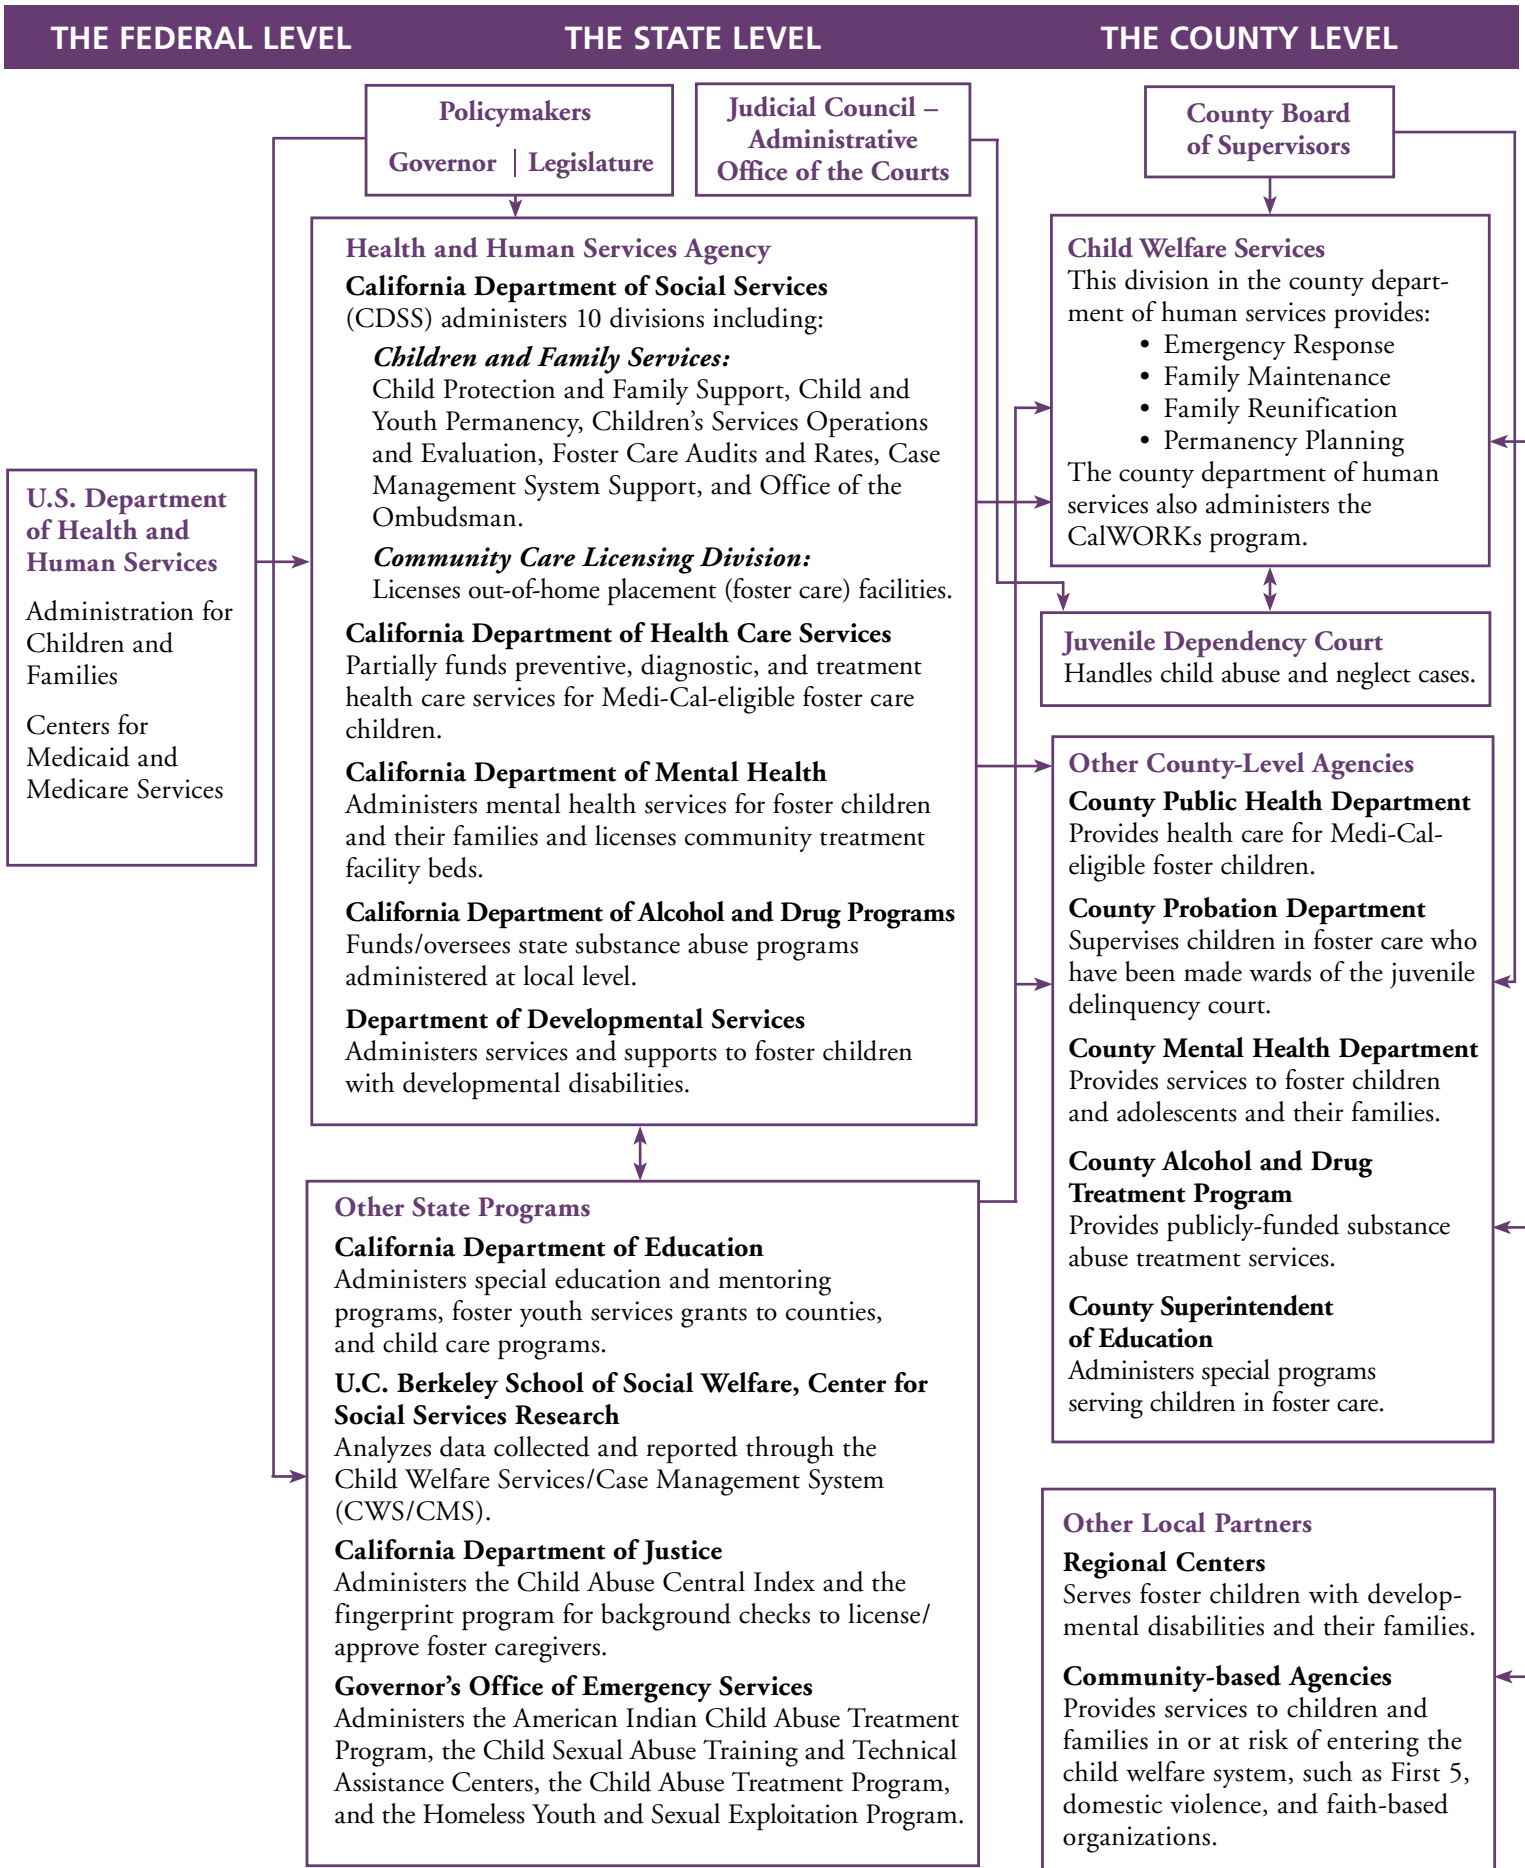 THE FEDERAL LEVEL
THE STATE LEVEL
THE COUNTY LEVEL
Policymakers
Governor | Legislature
Judicial Council –
Administrative
Office of the Courts
County Board
of Supervisors
U.S. Department
of Health and
Human Services
Administration for
Children and
Families
Centers for
Medicaid and
Medicare Services
Health and Human Services Agency
California Department of Social Services
(CDSS) administers 10 divisions including:
Children and Family Services:
Child Protection and Family Support, Child and
Youth Permanency, Children’s Services Operations
and Evaluation, Foster Care Audits and Rates, Case
Management System Support, and Office of the
Ombudsman.
Community Care Licensing Division:
Licenses out-of-home placement (foster care) facilities.
California Department of Health Care Services
Partially funds preventive, diagnostic, and treatment
health care services for Medi-Cal-eligible foster care
children.
California Department of Mental Health
Administers mental health services for foster children
and their families and licenses community treatment
facility beds.
California Department of Alcohol and Drug Programs
Funds/oversees state substance abuse programs
administered at local level.
Department of Developmental Services
Administers services and supports to foster children
with developmental disabilities.
Other State Programs
California Department of Education
Administers special education and mentoring
programs, foster youth services grants to counties,
and child care programs.
U.C. Berkeley School of Social Welfare, Center for
Social Services Research
Analyzes data collected and reported through the
Child Welfare Services/Case Management System
(CWS/CMS).
California Department of Justice
Administers the Child Abuse Central Index and the
fingerprint program for background checks to license/
approve foster caregivers.
Governor’s Office of Emergency Services
Administers the American Indian Child Abuse Treatment
Program, the Child Sexual Abuse Training and Technical
Assistance Centers, the Child Abuse Treatment Program,
and the Homeless Youth and Sexual Exploitation Program.
Child Welfare Services
This division in the county depart-
ment of human services provides:
• Emergency Response
• Family Maintenance
• Family Reunification
• Permanency Planning
The county department of human
services also administers the
CalWORKs program.
Juvenile Dependency Court
Handles child abuse and neglect cases.
Other County-Level Agencies
County Public Health Department
Provides health care for Medi-Cal-
eligible foster children.
County Probation Department
Supervises children in foster care who
have been made wards of the juvenile
delinquency court.
County Mental Health Department
Provides services to foster children
and adolescents and their families.
County Alcohol and Drug
Treatment Program
Provides publicly-funded substance
abuse treatment services.
County Superintendent
of Education
Administers special programs
serving children in foster care.
Other Local Partners
Regional Centers
Serves foster children with develop-
mental disabilities and their families.
Community-based Agencies
Provides services to children and
families in or at risk of entering the
child welfare system, such as First 5,
domestic violence, and faith-based
organizations.